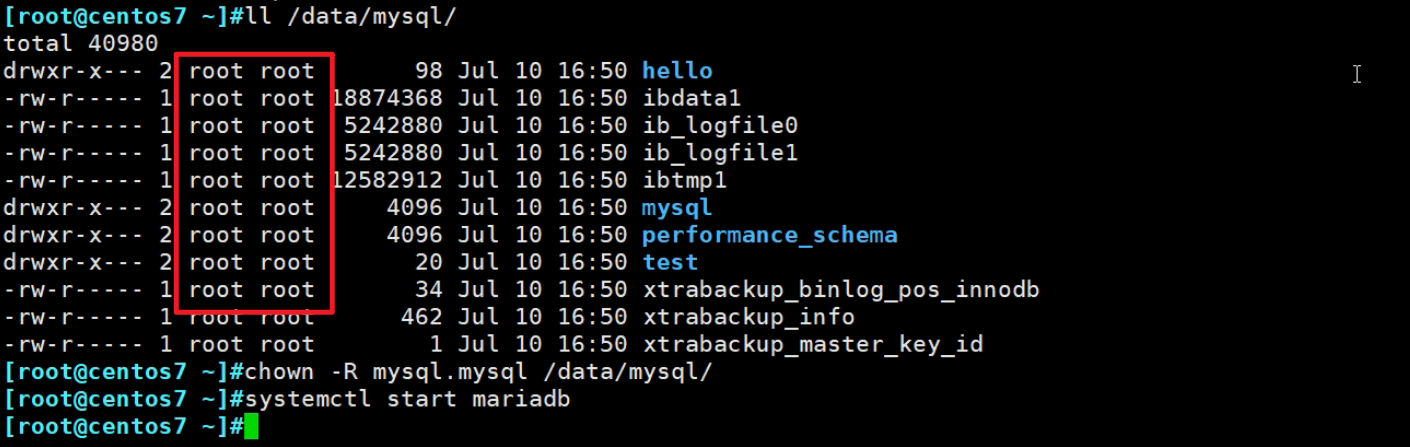 [root@centos7 ~]#ll /data/mysql/
total 40980
drwxr-x--- 2 root root 98 Jul 10 16:50 hello
-rw-r----- 1 root root 18874368 Jul 10 16:50 ibdata1
-rw-r----- 1 root root 5242880 Jul 10 16:50 ib_logfile0
-rw-r----- 1 root root 5242880 Jul 10 16:50 ib_logfile1
-rw-r----- 1 root root 12582912 Jul 10 16:50 ibtmp1
drwxr-x--- 2 root root 4096 Jul 10 16:50 mysql
drwxr-x--- 2 root root 4096 Jul 10 16:50 performance_schema
drwxr-x--- 2 root root 20 Jul 10 16:50 test
-rw-r----- 1 root root 34 Jul 10 16:50 xtrabackup_binlog_pos_innodb
-rw-r----- 1 root root 462 Jul 10 16:50 xtrabackup_info
-rw-r----- 1 root root 1 Jul 10 16:50 xtrabackup_master_key_id
[root@centos7 ~]#chown -R mysql.mysql /data/mysql/
[root@centos7 ~]#systemctl start mariadb
[root@centos7 ~]#